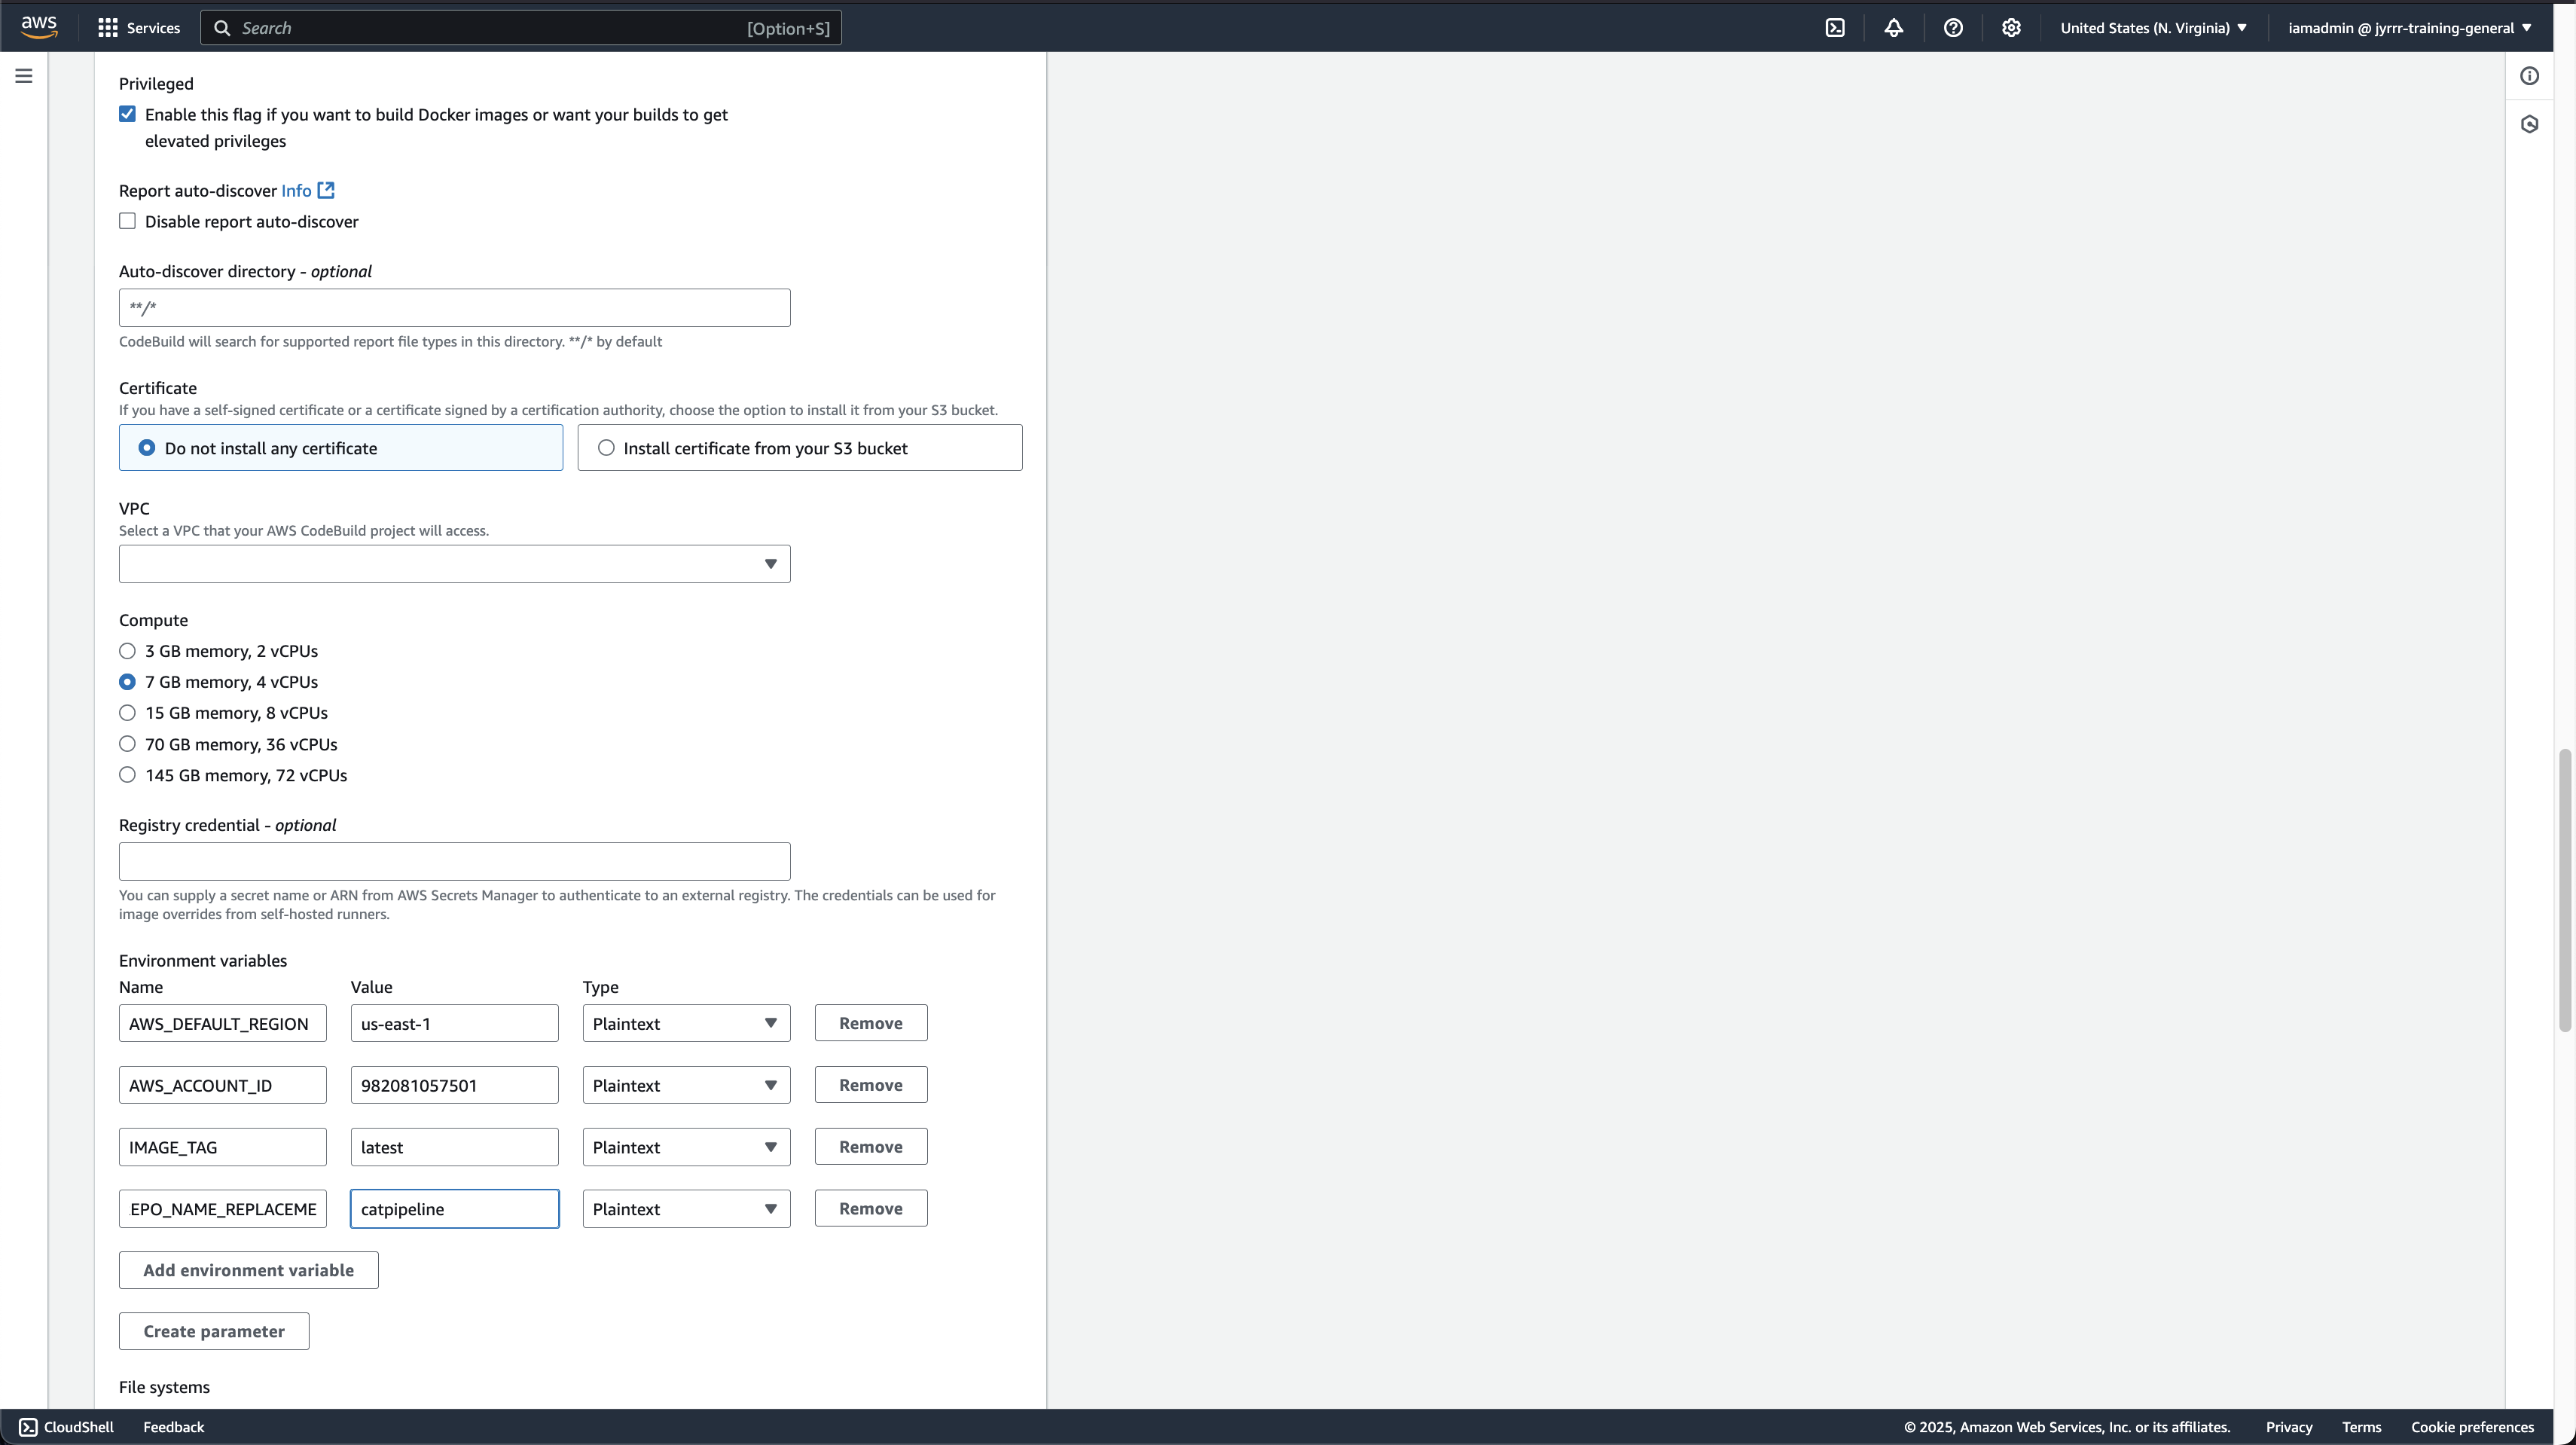 aws
Services
Search
[Option+S]
United States (N. Virginia)
iamadmin @ jyrrr-training-general
Privileged
Enable this flag if you want to build Docker images or want your builds to get
elevated privileges
Report auto-discover Info
Disable report auto-discover
Auto-discover directory - optional
**/*
CodeBuild will search for supported report file types in this directory. **/* by default
Certificate
If you have a self-signed certificate or a certificate signed by a certification authority, choose the option to install it from your S3 bucket.
Do not install any certificate
Install certificate from your S3 bucket
VPC
Select a VPC that your AWS CodeBuild project will access.
Compute
3 GB memory, 2 vCPUs
7 GB memory, 4 vCPUs
15 GB memory, 8 vCPUs
70 GB memory, 36 vCPUs
145 GB memory, 72 vCPUs
Registry credential - optional
You can supply a secret name or ARN from AWS Secrets Manager to authenticate to an external registry. The credentials can be used for
image overrides from self-hosted runners.
Environment variables
Name Value Type
AWS_DEFAULT_REGION us-east-1 Plaintext Remove
AWS_ACCOUNT_ID 982081057501 Plaintext Remove
IMAGE_TAG latest Plaintext Remove
EPO_NAME_REPLACEME catpipeline Plaintext Remove
Add environment variable
Create parameter
File systems
CloudShell Feedback
© 2025, Amazon Web Services, Inc. or its affiliates. Privacy Terms Cookie preferences